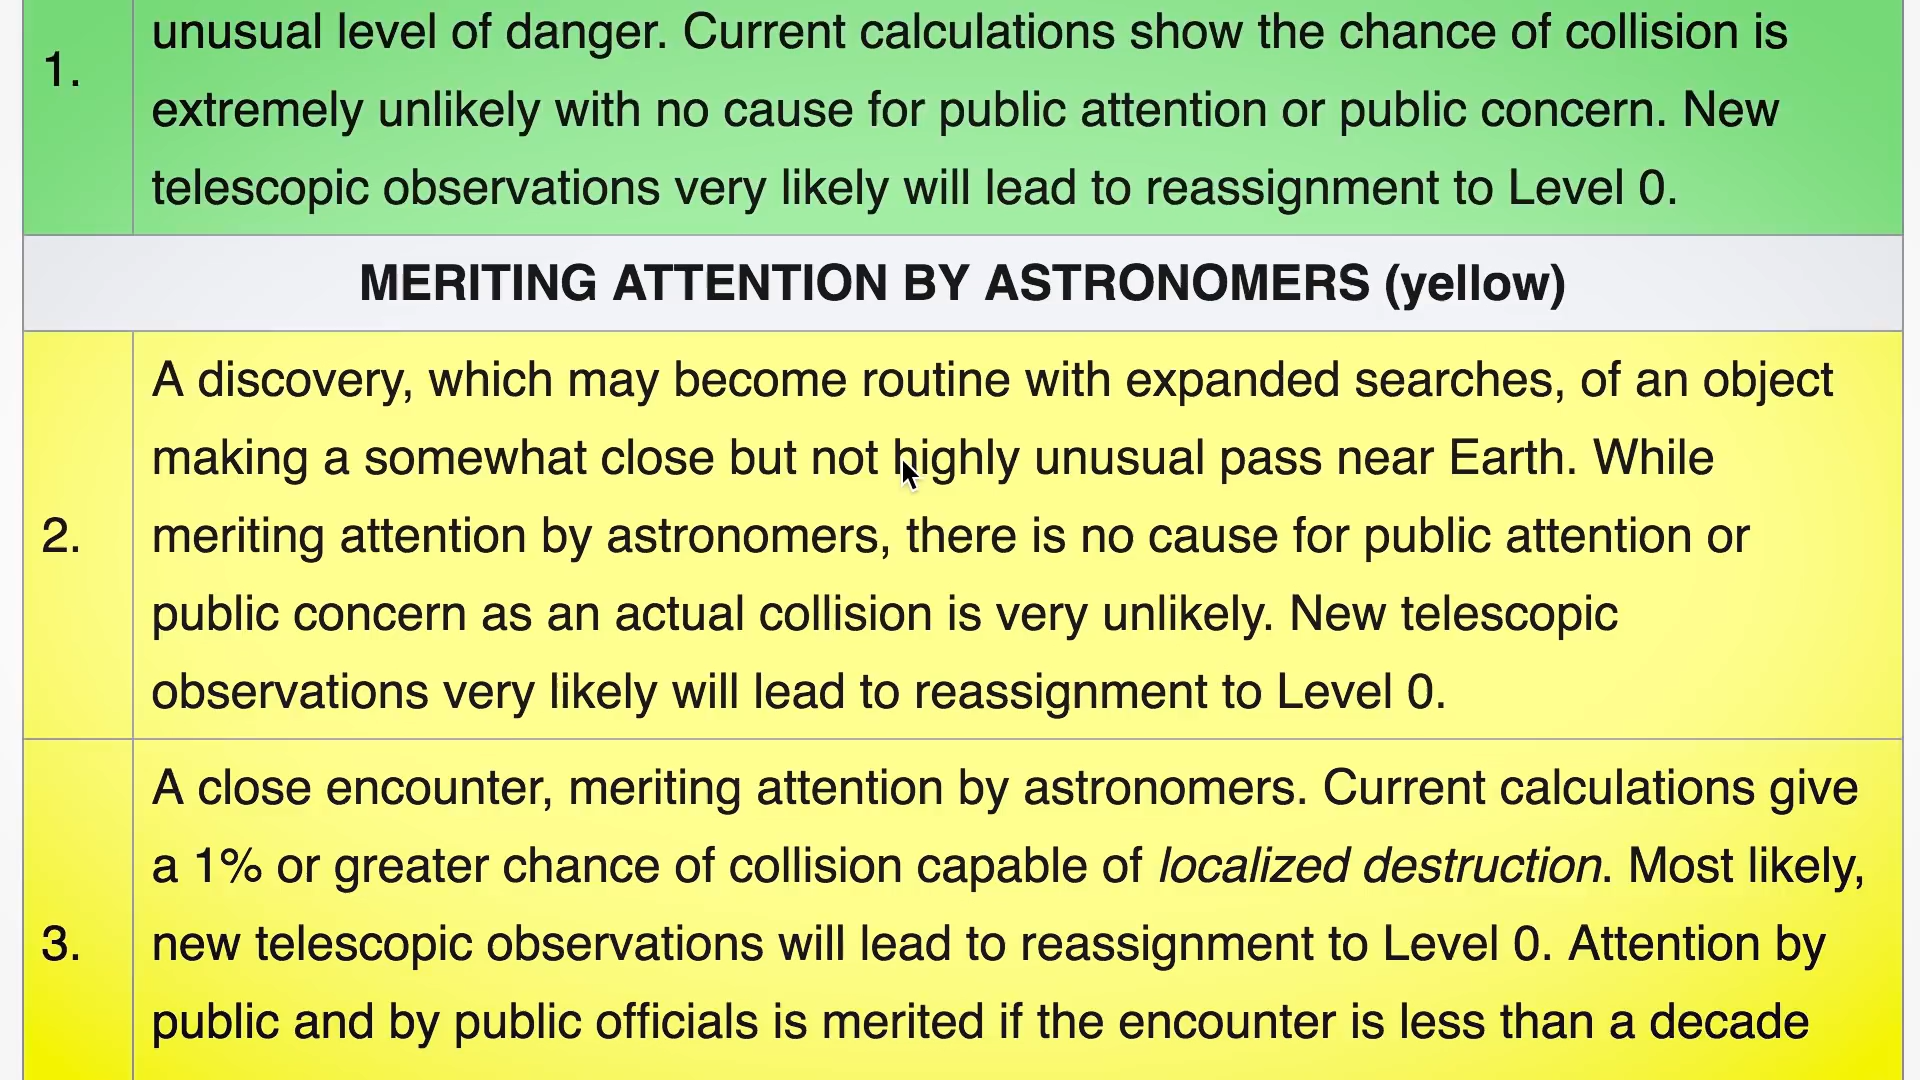 unusual level of danger. Current calculations show the chance of collision is
1.
extremely unlikely with no cause for public attention or public concern. New
telescopic observations very likely will lead to reassignment to Level 0.
MERITING ATTENTION BY ASTRONOMERS (yellow)
A discovery, which may become routine with expanded searches, of an object
making a somewhat close but not highly unusual pass near Earth. While
2.
meriting attention by astronomers, there is no cause for public attention or
public concern as an actual collision is very unlikely. New telescopic
observations very likely will lead to reassignment to Level 0.
A close encounter, meriting attention by astronomers. Current calculations give
a 1% or greater chance of collision capable of localized destruction. Most likely,
3.
new telescopic observations will lead to reassignment to Level 0. Attention by
public and by public officials is merited if the encounter is less than a decade